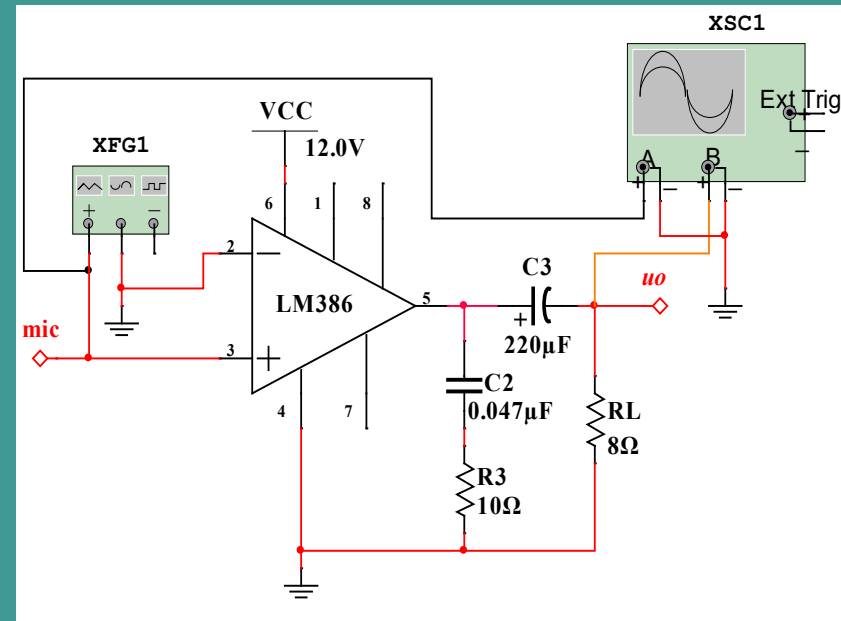 XSC1
Ext Trig
+
−
A
B
+
−
+
−
VCC
12.0V
XFG1
+
−
6
1
8
2
−
LM386
5
C3
+
220µF
uo
mic
3
+
4
7
C2
0.047µF
RL
8Ω
R3
10Ω